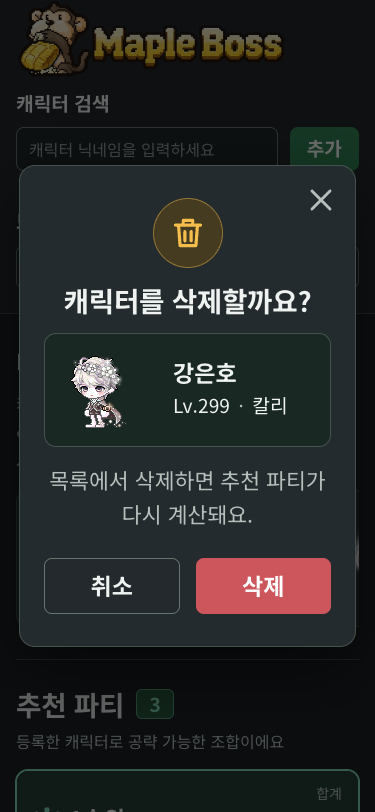 Maple Boss
캐릭터 검색
캐릭터 닉네임을 입력하세요
추가
캐릭터를 삭제할까요?
강은호
Lv.299 · 칼리
목록에서 삭제하면 추천 파티가
다시 계산돼요.
취소
삭제
추천 파티
3
등록한 캐릭터로 공략 가능한 조합이에요
합계